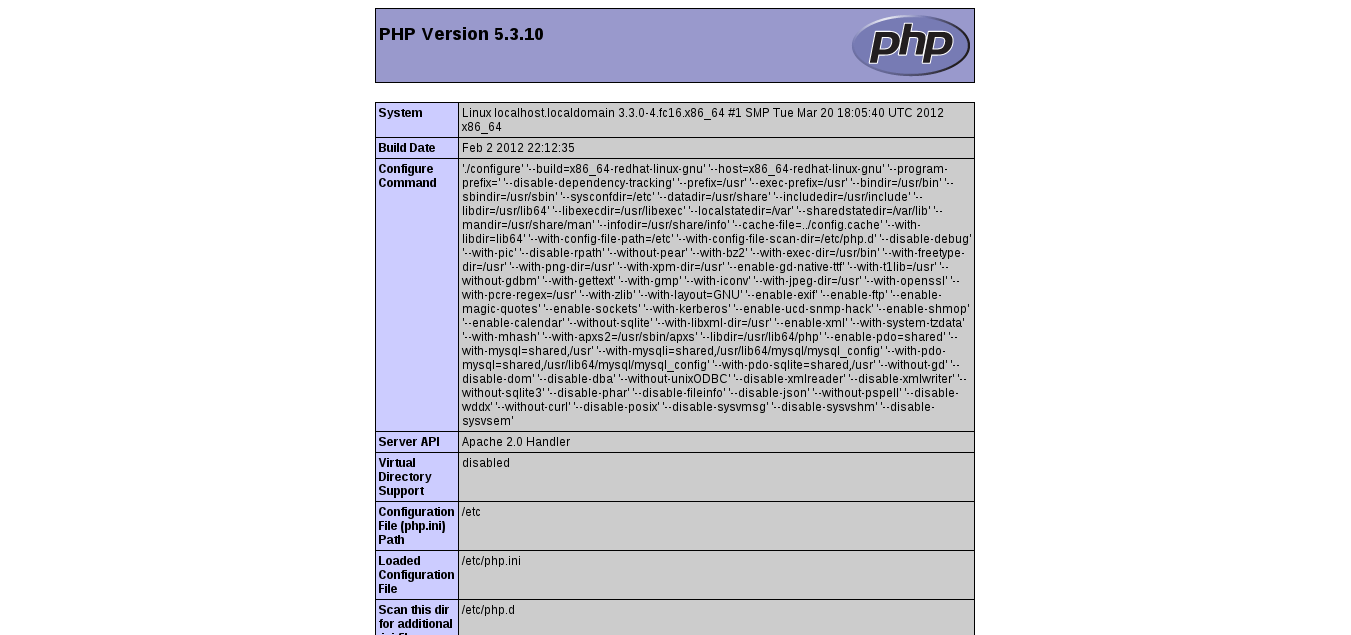 PHP Version 5.3.10
php
System
Linux localhost.localdomain 3.3.0-4.fc16.x86_64 #1 SMP Tue Mar 20 18:05:40 UTC 2012
x86_64
Build Date
Feb 2 2012 22:12:35
Configure
Command
'./configure' '--build=x86_64-redhat-linux-gnu' '--host=x86_64-redhat-linux-gnu' '--program-
prefix=' '--disable-dependency-tracking' '--prefix=/usr' '--exec-prefix=/usr' '--bindir=/usr/bin' '--
sbindir=/usr/sbin' '--sysconfdir=/etc' '--datadir=/usr/share' '--includedir=/usr/include' '--
libdir=/usr/lib64' '--libexecdir=/usr/libexec' '--localstatedir=/var' '--sharedstatedir=/var/lib' '--
mandir=/usr/share/man' '--infodir=/usr/share/info' '--cache-file=../config.cache' '--with-
libdir=lib64' '--with-config-file-path=/etc' '--with-config-file-scan-dir=/etc/php.d' '--disable-debug'
'--with-pic' '--disable-rpath' '--without-pear' '--with-bz2' '--with-exec-dir=/usr/bin' '--with-freetype-
dir=/usr' '--with-png-dir=/usr' '--with-xpm-dir=/usr' '--enable-gd-native-ttf' '--with-t1lib=/usr' '--
without-gdbm' '--with-gettext' '--with-gmp' '--with-iconv' '--with-jpeg-dir=/usr' '--with-openssl' '--
with-pcre-regex=/usr' '--with-zlib' '--with-layout=GNU' '--enable-exif' '--enable-ftp' '--enable-
magic-quotes' '--enable-sockets' '--with-kerberos' '--enable-ucd-snmp-hack' '--enable-shmop'
'--enable-calendar' '--without-sqlite' '--with-libxml-dir=/usr' '--enable-xml' '--with-system-tzdata'
'--with-mhash' '--with-apxs2=/usr/sbin/apxs' '--libdir=/usr/lib64/php' '--enable-pdo=shared' '--
with-mysql=shared,/usr' '--with-mysqli=shared,/usr/lib64/mysql/mysql_config' '--with-pdo-
mysql=shared,/usr/lib64/mysql/mysql_config' '--with-pdo-sqlite=shared,/usr' '--without-gd' '--
disable-dom' '--disable-dba' '--without-unixODBC' '--disable-xmlreader' '--disable-xmlwriter' '--
without-sqlite3' '--disable-phar' '--disable-fileinfo' '--disable-json' '--without-pspell' '--disable-
wddx' '--without-curl' '--disable-posix' '--disable-sysvmsg' '--disable-sysvshm' '--disable-
sysvsem'
Server API
Apache 2.0 Handler
Virtual
Directory
Support
disabled
Configuration
File (php.ini)
Path
/etc
Loaded
Configuration
File
/etc/php.ini
Scan this dir
for additional
/etc/php.d